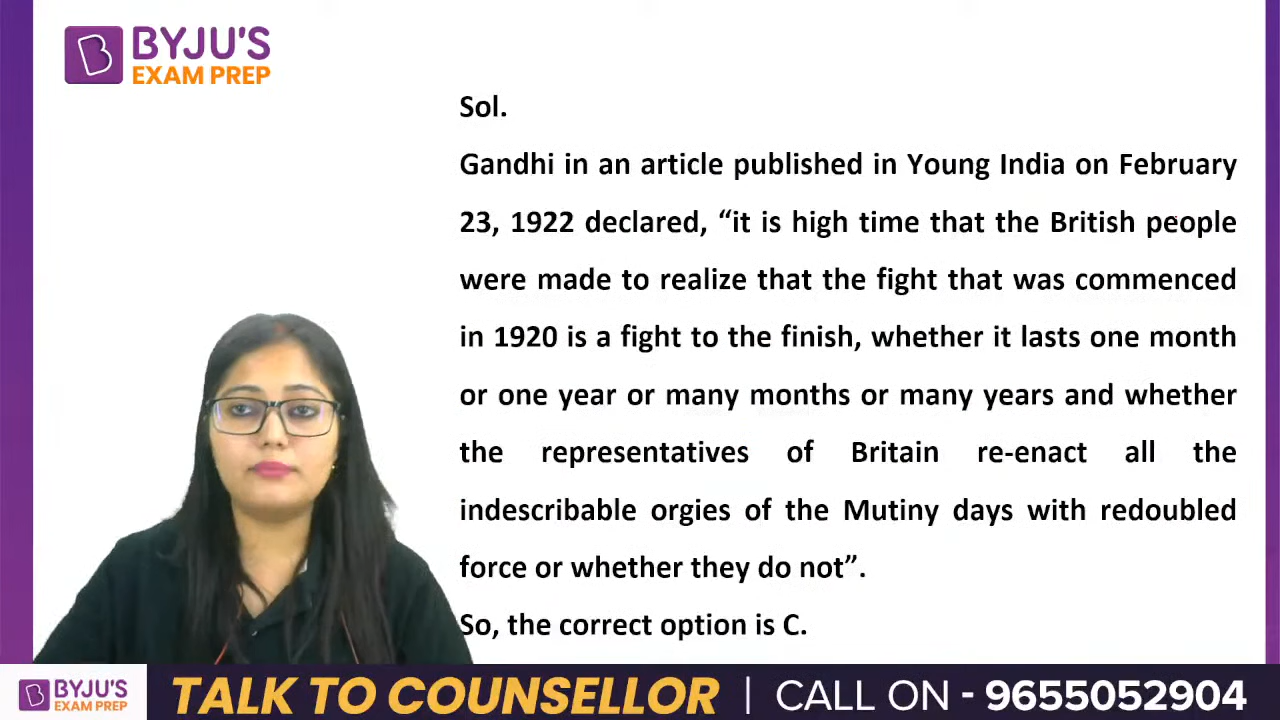 BYJU'S
EXAM PREP
Sol.
Gandhi in an article published in Young India on February
23, 1922 declared, “it is high time that the British people
were made to realize that the fight that was commenced
in 1920 is a fight to the finish, whether it lasts one month
or one year or many months or many years and whether
the representatives of Britain re-enact all the
indescribable orgies of the Mutiny days with redoubled
force or whether they do not”.
So, the correct option is C.
BYJU'S
EXAM PREP
TALK TO COUNSELLOR | CALL ON - 9655052904